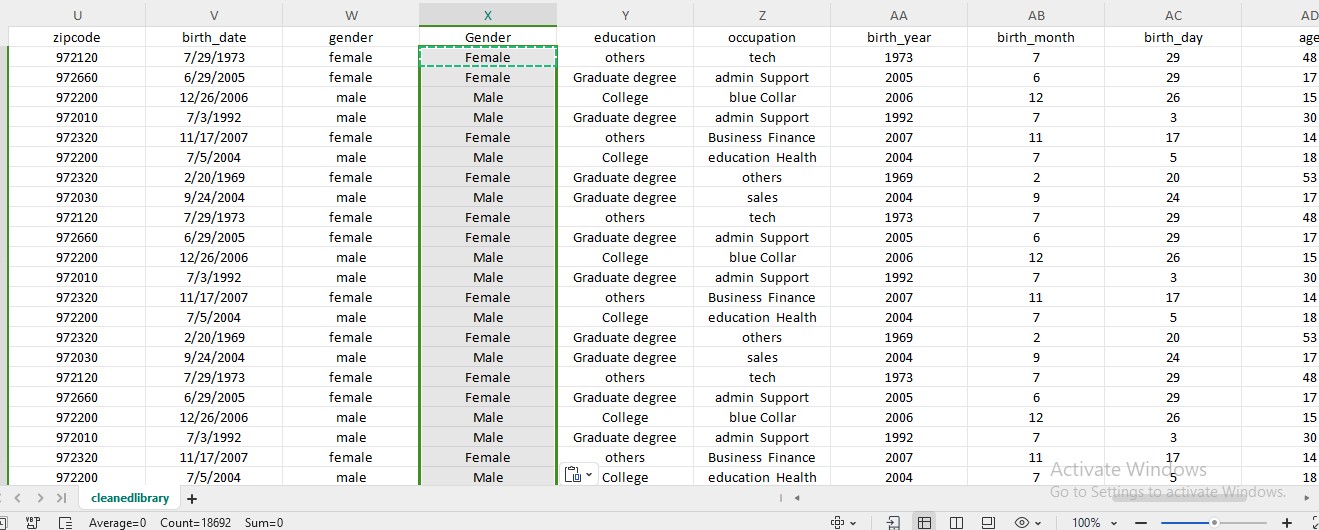 U V W X Y Z AA AB AC AD
zipcode birth_date gender Gender education occupation birth_year birth_month birth_day age
972120 7/29/1973 female Female others tech 1973 7 29 48
972660 6/29/2005 female Female Graduate degree admin Support 2005 6 29 17
972200 12/26/2006 male Male College blue Collar 2006 12 26 15
972010 7/3/1992 male Male Graduate degree admin Support 1992 7 3 30
972320 11/17/2007 female Female others Business Finance 2007 11 17 14
972200 7/5/2004 male Male College education Health 2004 7 5 18
972320 2/20/1969 female Female Graduate degree others 1969 2 20 53
972030 9/24/2004 male Male Graduate degree sales 2004 9 24 17
972120 7/29/1973 female Female others tech 1973 7 29 48
972660 6/29/2005 female Female Graduate degree admin Support 2005 6 29 17
972200 12/26/2006 male Male College blue Collar 2006 12 26 15
972010 7/3/1992 male Male Graduate degree admin Support 1992 7 3 30
972320 11/17/2007 female Female others Business Finance 2007 11 17 14
972200 7/5/2004 male Male College education Health 2004 7 5 18
972320 2/20/1969 female Female Graduate degree others 1969 2 20 53
972030 9/24/2004 male Male Graduate degree sales 2004 9 24 17
972120 7/29/1973 female Female others tech 1973 7 29 48
972660 6/29/2005 female Female Graduate degree admin Support 2005 6 29 17
972200 12/26/2006 male Male College blue Collar 2006 12 26 15
972010 7/3/1992 male Male Graduate degree admin Support 1992 7 3 30
972320 11/17/2007 female Female others Business Finance 2007 11 17 14
972200 7/5/2004 male Male College education Health 2004 7 5 18
Activate Windows
Go to Settings to activate Windows.
cleanedlibrary
Average=0 Count=18692 Sum=0 100%